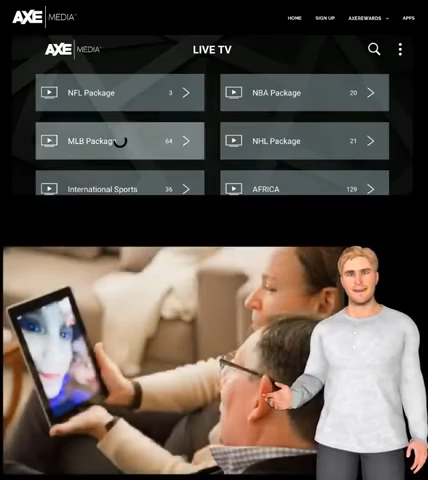 AXE MEDIA
HOME SIGN UP AXEREWARDS APPS
AXE MEDIA
LIVE TV
NFL Package 3
NBA Package 20
MLB Package 64
NHL Package 21
International Sports 36
AFRICA 129